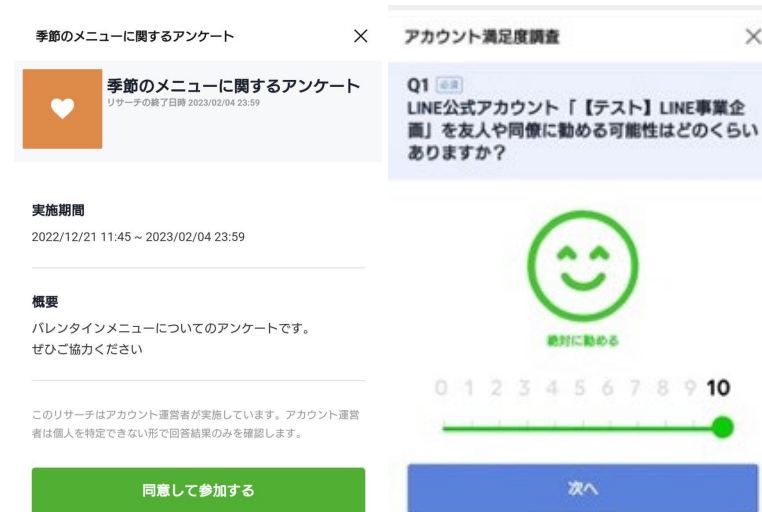 季節のメニューに関するアンケート
季節のメニューに関するアンケート
リサーチの終了日時 2023/02/04 23:59
実施期間
2022/12/21 11:45 ~ 2023/02/04 23:59
概要
バレンタインメニューについてのアンケートです。
ぜひご協力ください
このリサーチはアカウント運営者が実施しています。アカウント運営
者は個人を特定できない形で回答結果のみを確認します。
同意して参加する
アカウント満足度調査
Q1 必須
LINE公式アカウント「【テスト】LINE事業企
画」を友人や同僚に勧める可能性はどのくらい
ありますか？
絶対に勧める
0 1 2 3 4 5 6 7 8 9 10
次へ